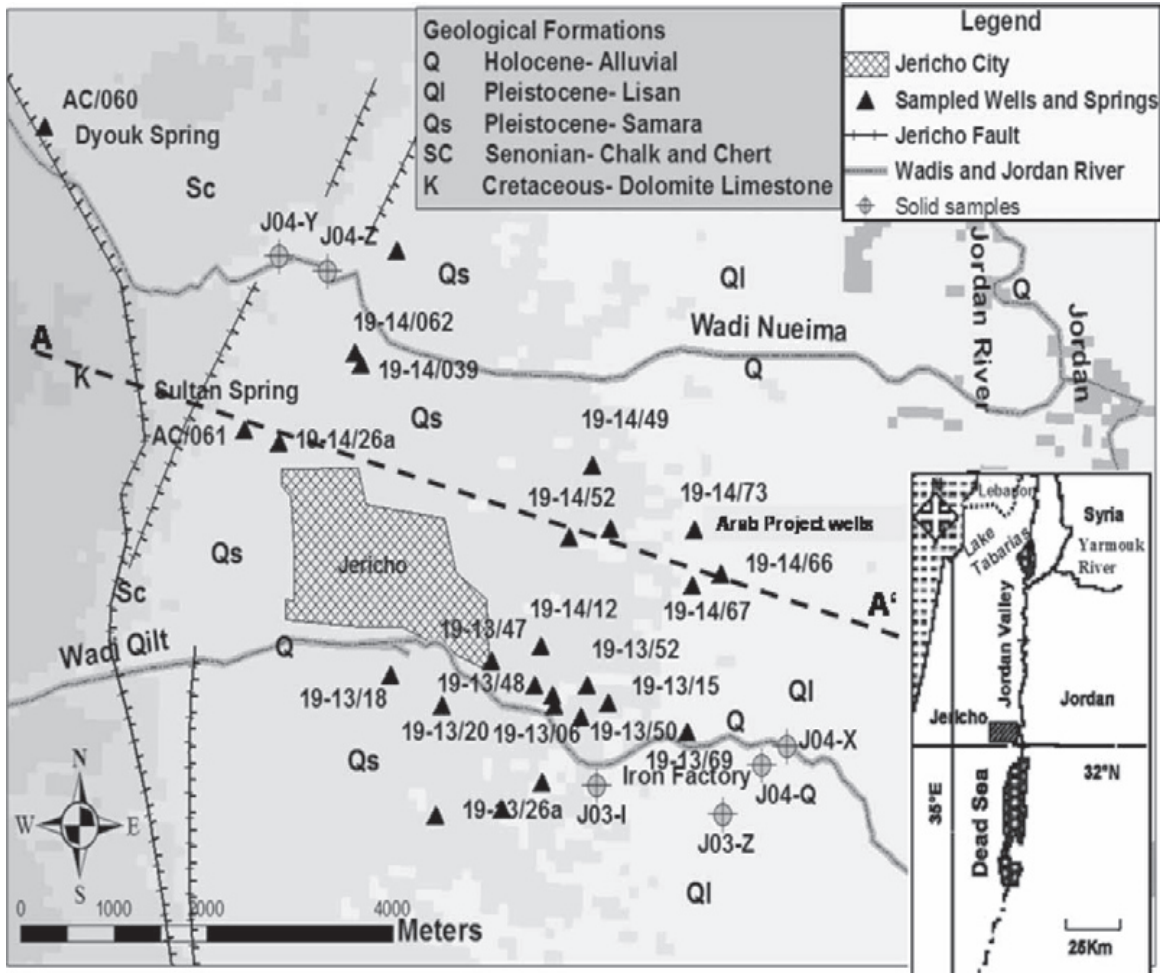 Geological Formations
Q Holocene- Alluvial
Ql Pleistocene- Lisan
Qs Pleistocene- Samara
SC Senonian- Chalk and Chert
K Cretaceous- Dolomite Limestone
Legend
Jericho City
Sampled Wells and Springs
Jericho Fault
Wadis and Jordan River
Solid samples
AC/060
Dyouk Spring
Sc
J04-Y
J04-Z
Qs
Ql
Jordan River
Q
Jordan
Wadi Nueima
Q
19-14/062
19-14/039
A
K
Sultan Spring
AC/061
19-14/26a
Qs
19-14/49
19-14/52
19-14/73
Arab Project wells
19-14/66
19-14/67
A'
Qs
Jericho
Sc
19-14/12
Wadi Qilt
Q
19-13/47
19-13/52
19-13/18
19-13/48
19-13/15
Ql
19-13/20
19-13/06
19-13/50
Q
J04-X
Qs
19-13/69
Iron Factory
J04-Q
19-13/26a
J03-I
J03-Z
Ql
N
W
E
S
0 1000 2000 4000
Meters
Lebanon
Syria
Lake
Tabarias
Yarmouk
River
Jordan Valley
Jordan
Jericho
32°N
35°E
Dead Sea
25Km